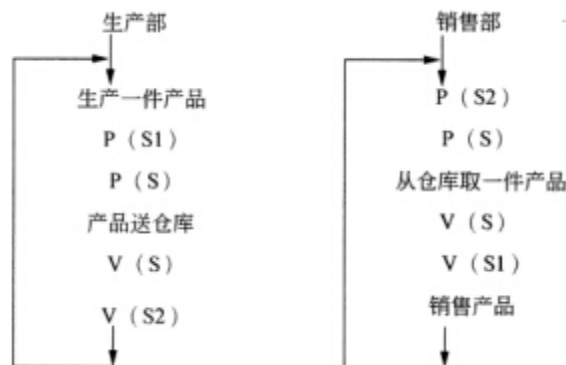 生产部
生产一件产品
P（S1）
P（S）
产品送仓库
V（S）
V（S2）
销售部
P（S2）
P（S）
从仓库取一件产品
V（S）
V（S1）
销售产品